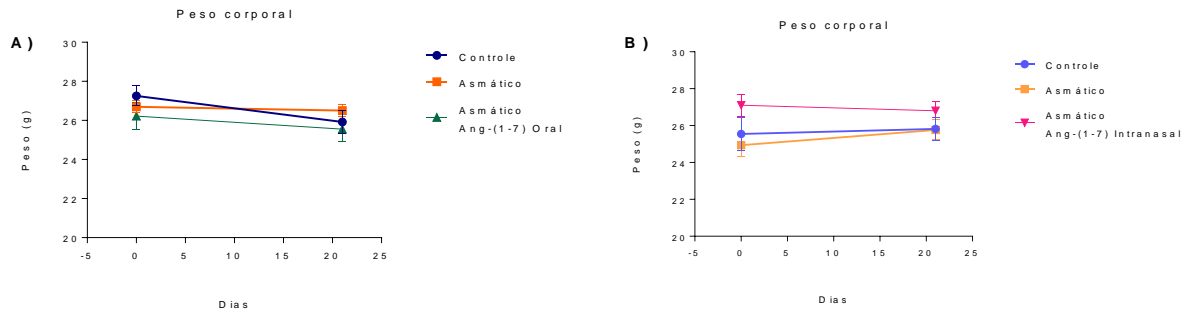 Peso corporal
A)
30
28
26
24
22
20
Peso (g)
-5 0 5 10 15 20 25
Dias
Controle
Asmático
Asmático
Ang-(1-7) Oral
Peso corporal
B)
30
28
26
24
22
20
Peso (g)
-5 0 5 10 15 20 25
Dias
Controle
Asmático
Asmático
Ang-(1-7) Intranasal